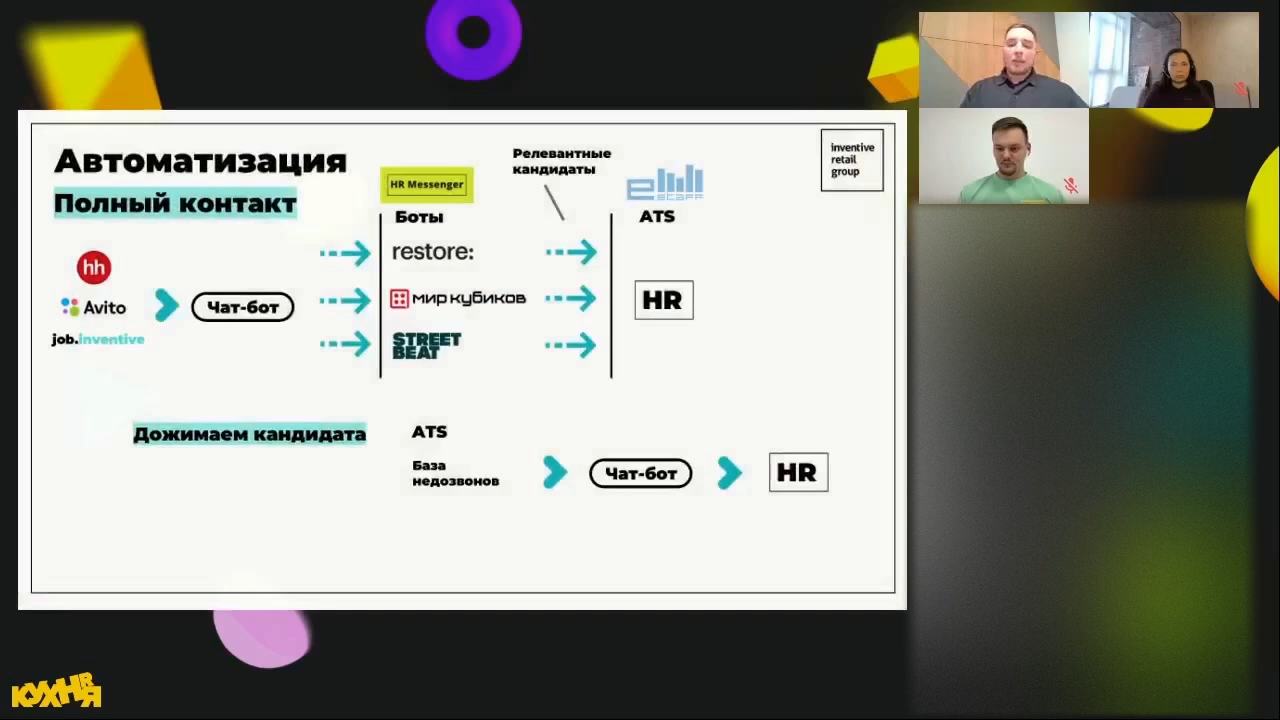 Автоматизация
Полный контакт
hh
Avito
job.inventive
Чат-бот
HR Messenger
Боты
restore:
мир кубиков
STREET
BEAT
Релевантные
кандидаты
e staff
ATS
HR
inventive
retail
group
Дожимаем кандидата
ATS
База
недозвонов
Чат-бот
HR
КУХНЯ
R